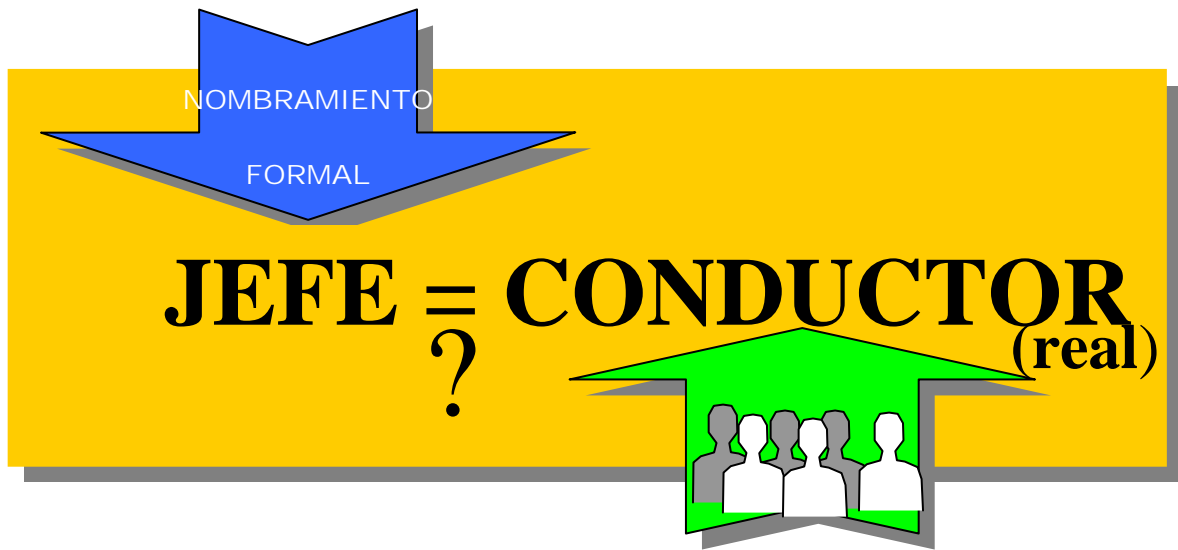 NOMBRAMIENTO
FORMAL
JEFE = CONDUCTOR
?
(real)